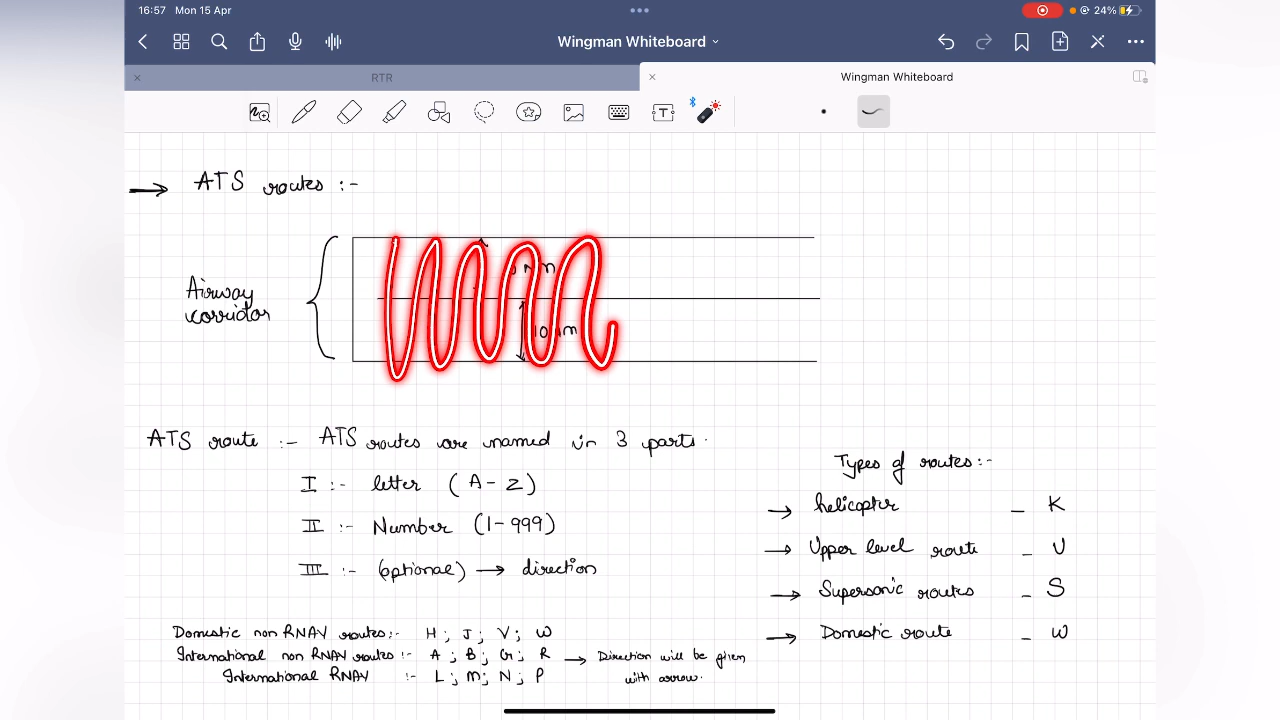 16:57 Mon 15 Apr
24%
Wingman Whiteboard
RTR
Wingman Whiteboard
ATS routes :-
Airway corridor
10 nm
ATS route :- ATS routes are named in 3 parts.
I :- letter (A - Z)
II :- Number (1 - 999)
III :- (optional) → direction
Types of routes :-
→ helicopter - K
→ Upper level route - U
→ Supersonic routes - S
→ Domestic route - W
Domestic non RNAV routes :- H ; J ; V ; W
International non RNAV routes :- A ; B ; G ; R → Direction will be given with arrow.
International RNAV :- L ; M ; N ; P